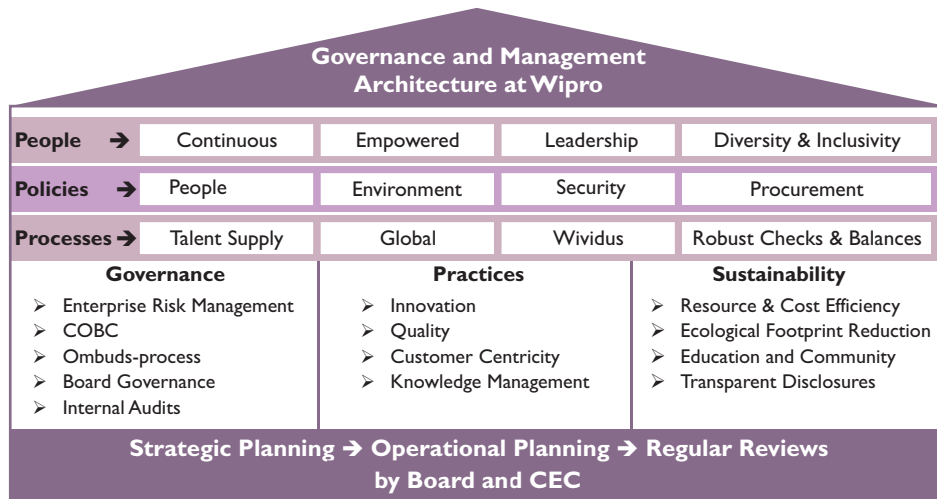 Governance and Management
Architecture at Wipro
People ➔ Continuous Empowered Leadership Diversity & Inclusivity
Policies ➔ People Environment Security Procurement
Processes ➔ Talent Supply Global Wividus Robust Checks & Balances
Governance
➢ Enterprise Risk Management
➢ COBC
➢ Ombuds-process
➢ Board Governance
➢ Internal Audits
Practices
➢ Innovation
➢ Quality
➢ Customer Centricity
➢ Knowledge Management
Sustainability
➢ Resource & Cost Efficiency
➢ Ecological Footprint Reduction
➢ Education and Community
➢ Transparent Disclosures
Strategic Planning ➔ Operational Planning ➔ Regular Reviews
by Board and CEC